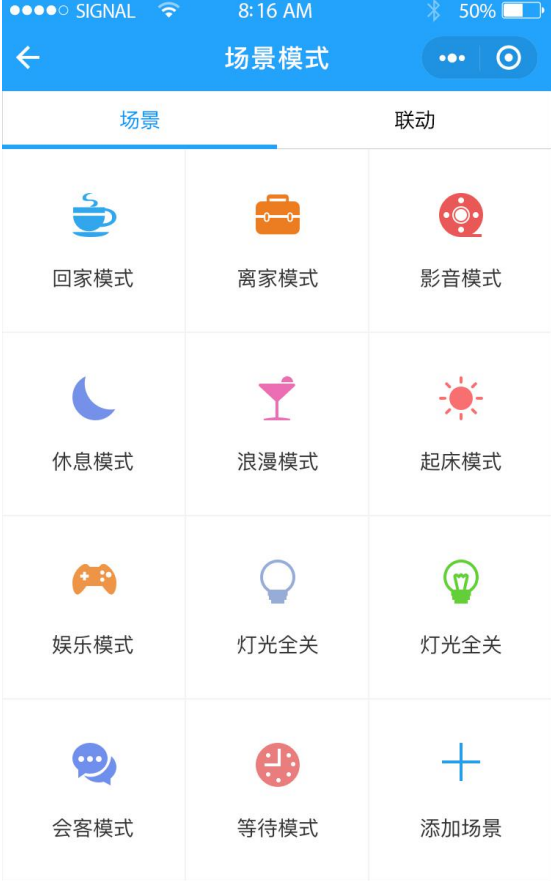 SIGNAL 8:16 AM 50%
场景模式
场景 联动
回家模式 离家模式 影音模式
休息模式 浪漫模式 起床模式
娱乐模式 灯光全关 灯光全关
会客模式 等待模式 添加场景